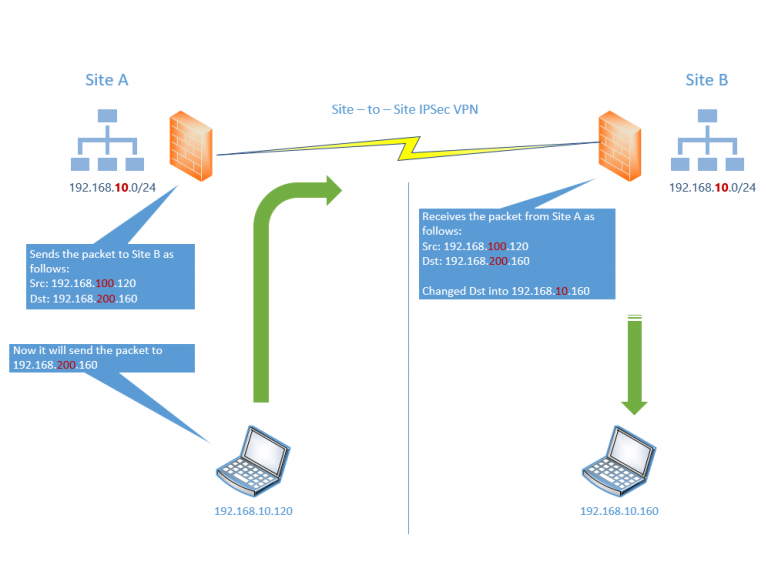 Site A
Site B
Site – to – Site IPSec VPN
192.168.10.0/24
192.168.10.0/24
Sends the packet to Site B as
follows:
Src: 192.168.100.120
Dst: 192.168.200.160
Receives the packet from Site A as
follows:
Src: 192.168.100.120
Dst: 192.168.200.160
Changed Dst into 192.168.10.160
Now it will send the packet to
192.168.200.160
192.168.10.120
192.168.10.160